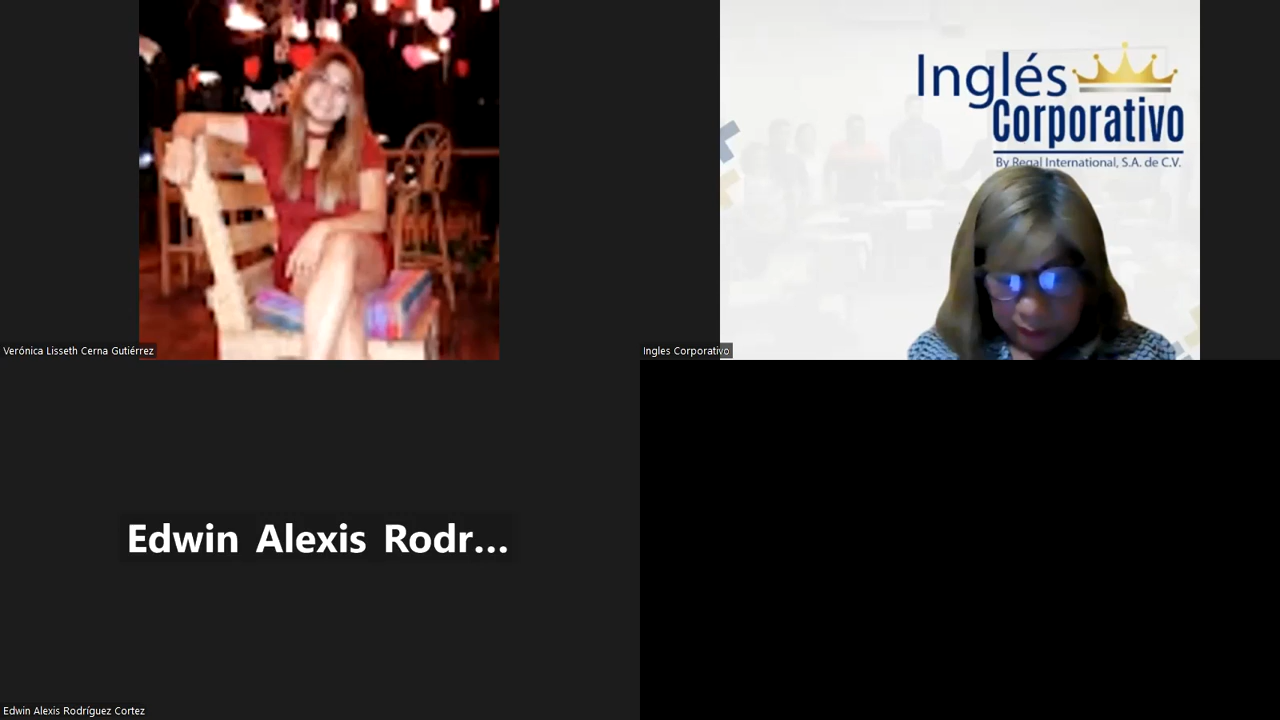 Inglés
Corporativo
By Regal International, S.A. de C.V.
Verónica Lisseth Cerna Gutiérrez
Ingles Corporativo
Edwin Alexis Rodr...
Edwin Alexis Rodríguez Cortez